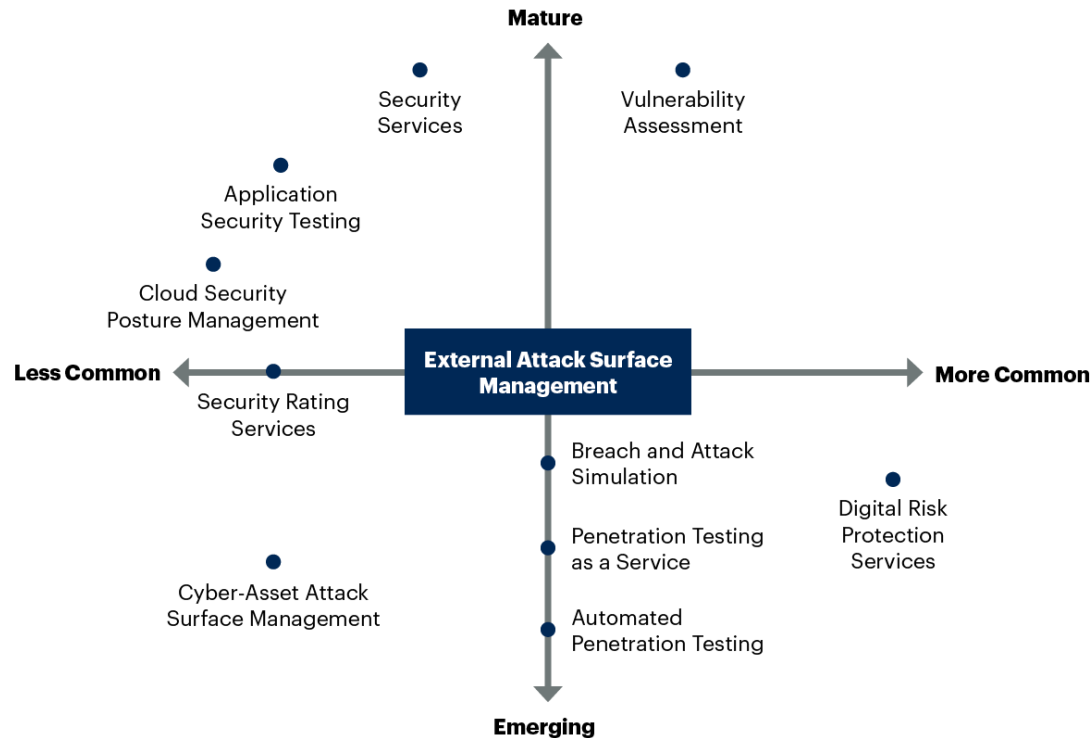 Mature
Security
Services
Vulnerability
Assessment
Application
Security Testing
Cloud Security
Posture Management
Less Common
External Attack Surface
Management
More Common
Security Rating
Services
Breach and Attack
Simulation
Digital Risk
Protection
Services
Penetration Testing
as a Service
Cyber-Asset Attack
Surface Management
Automated
Penetration Testing
Emerging